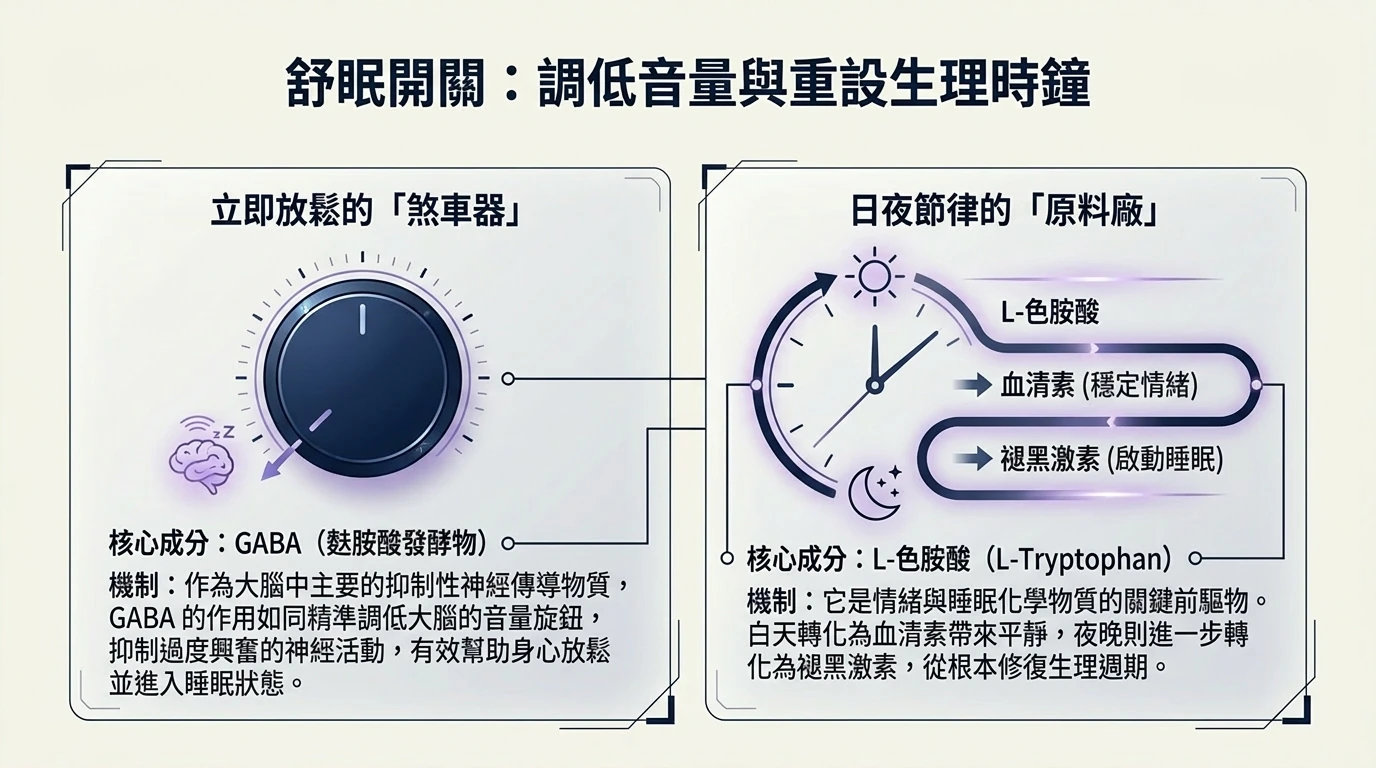 舒眠開關：調低音量與重設生理時鐘
立即放鬆的「煞車器」
zzZ
核心成分：GABA（麩胺酸發酵物）
機制：作為大腦中主要的抑制性神經傳導物質，
GABA 的作用如同精準調低大腦的音量旋鈕，
抑制過度興奮的神經活動，有效幫助身心放鬆
並進入睡眠狀態。
日夜節律的「原料廠」
L-色胺酸
血清素 (穩定情緒)
褪黑激素 (啟動睡眠)
核心成分：L-色胺酸（L-Tryptophan）
機制：它是情緒與睡眠化學物質的關鍵前驅物。
白天轉化為血清素帶來平靜，夜晚則進一步轉
化為褪黑激素，從根本修復生理週期。